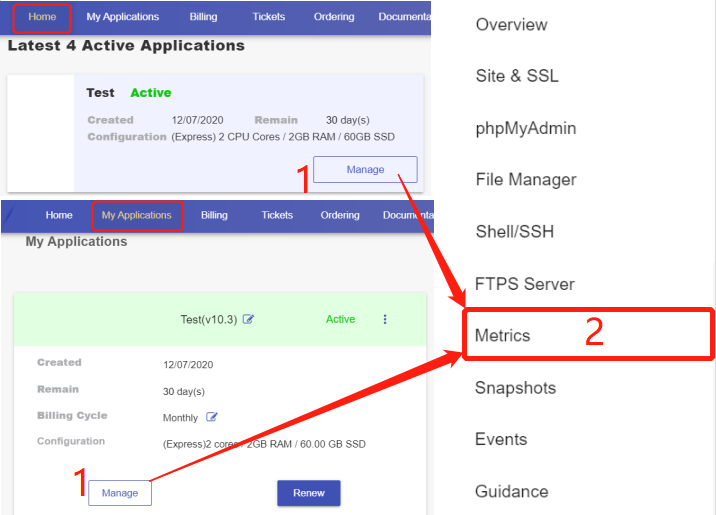 Home My Applications Billing Tickets Ordering Documenta
Latest 4 Active Applications
Test Active
Created 12/07/2020 Remain 30 day(s)
Configuration (Express) 2 CPU Cores / 2GB RAM / 60GB SSD
1 Manage
Home My Applications Billing Tickets Ordering Documenta
My Applications
Test(v10.3) Active
Created 12/07/2020
Remain 30 day(s)
Billing Cycle Monthly
Configuration (Express)2 cores / 2GB RAM / 60.00 GB SSD
1 Manage Renew
Overview
Site & SSL
phpMyAdmin
File Manager
Shell/SSH
FTPS Server
Metrics 2
Snapshots
Events
Guidance